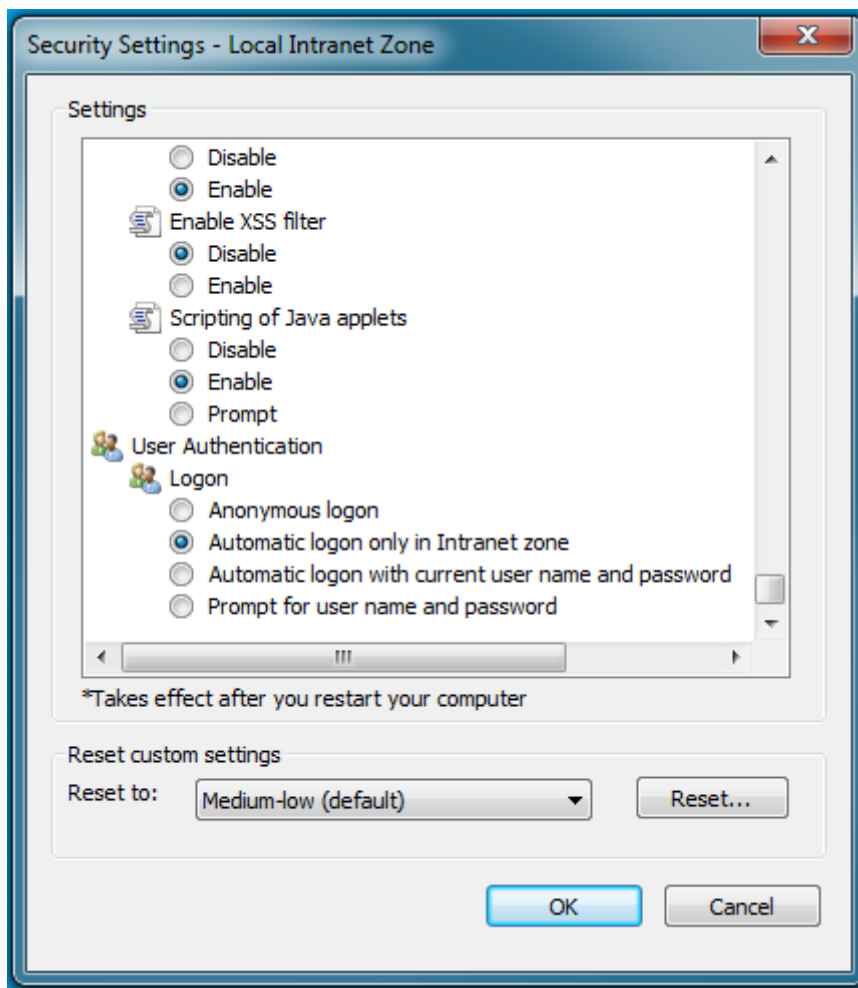 Security Settings - Local Intranet Zone
Settings
Disable
Enable
Enable XSS filter
Disable
Enable
Scripting of Java applets
Disable
Enable
Prompt
User Authentication
Logon
Anonymous logon
Automatic logon only in Intranet zone
Automatic logon with current user name and password
Prompt for user name and password
*Takes effect after you restart your computer
Reset custom settings
Reset to: Medium-low (default) Reset...
OK Cancel